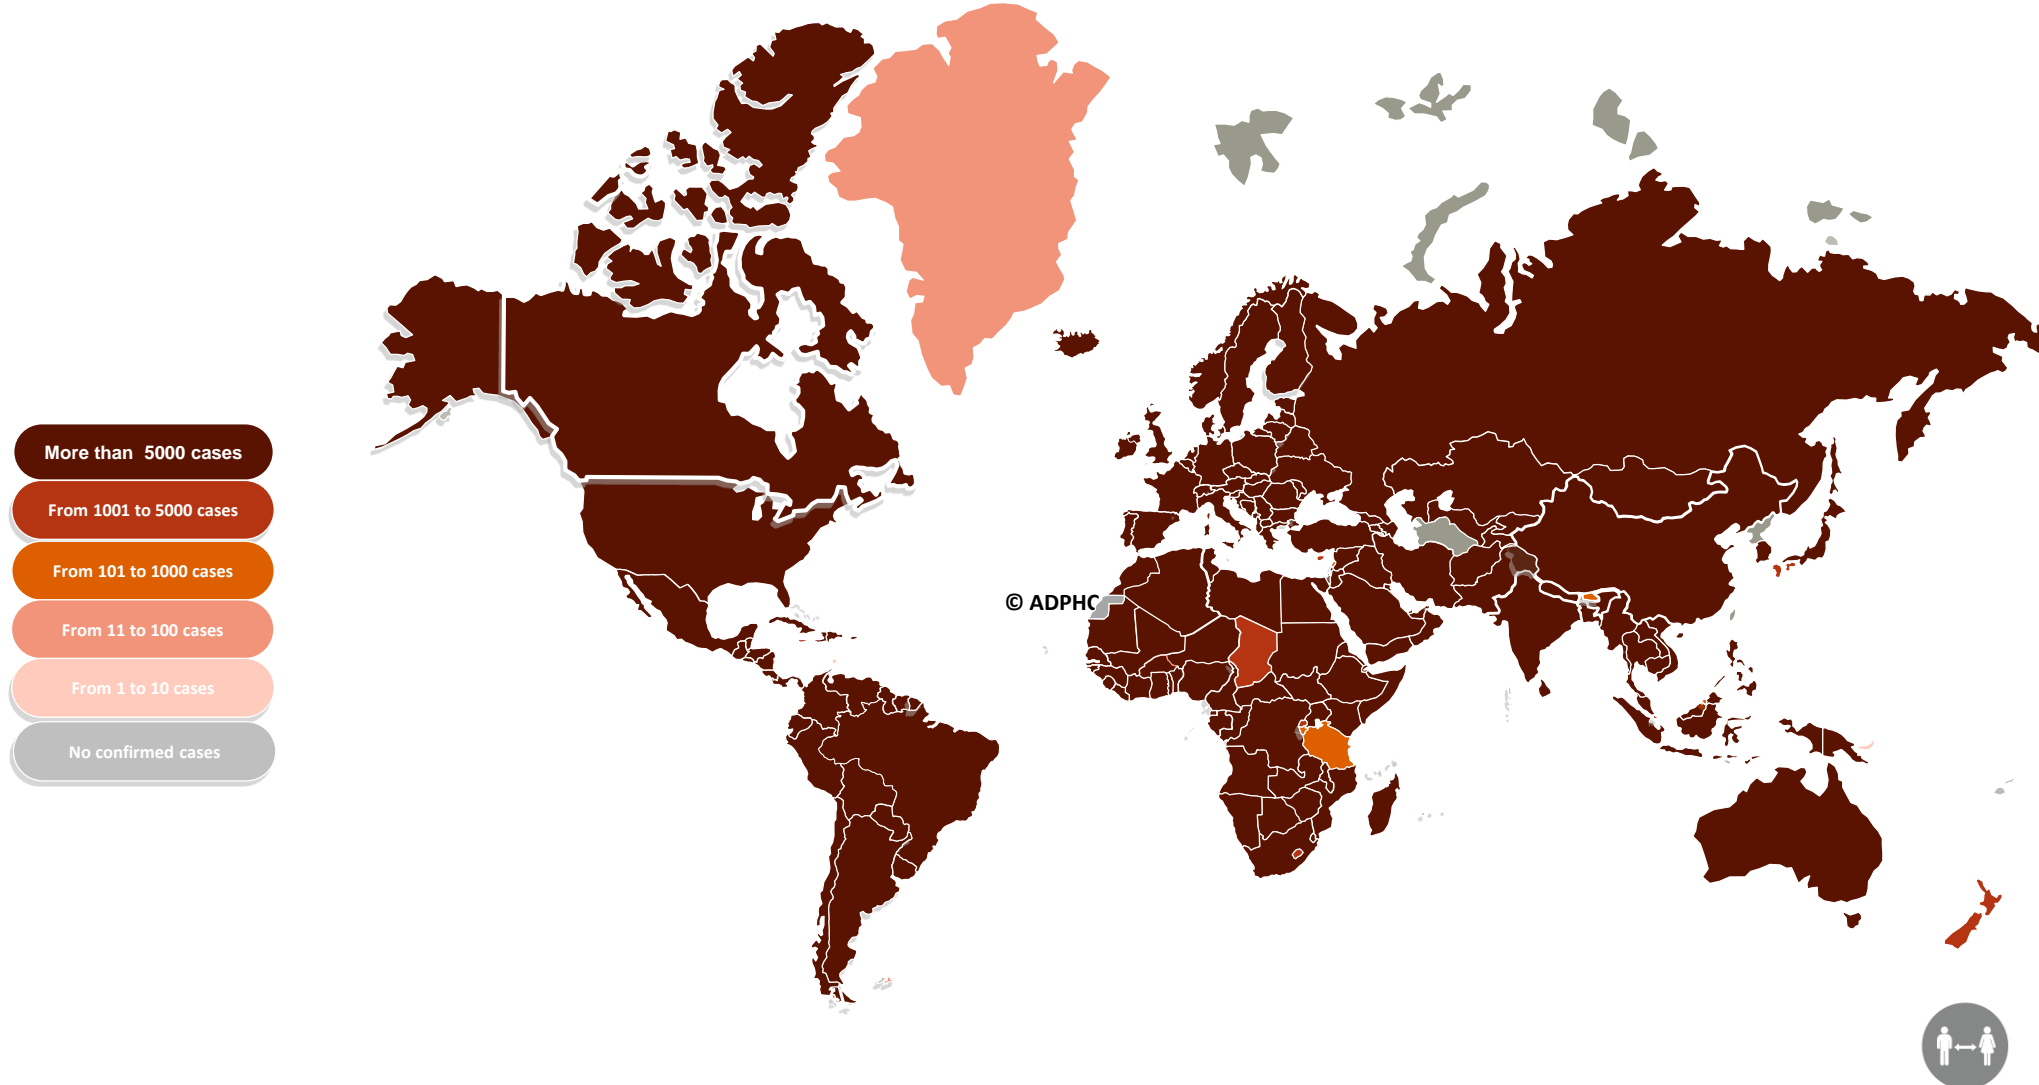 More than 5000 cases
From 1001 to 5000 cases
From 101 to 1000 cases
From 11 to 100 cases
From 1 to 10 cases
No confirmed cases
© ADPHC